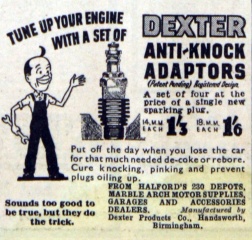 TUNE UP YOUR ENGINE
WITH A SET OF
DEXTER
ANTI-KNOCK
ADAPTORS
(Patent Pending) Registered Design.
A set of four at the
price of a single new
sparking plug.
14.M.M. EACH 1'3 18.M.M. EACH 1'6
Put off the day when you lose the car
for that much needed de-coke or rebore.
Cure knocking, pinking and prevent
plugs oiling up.
Sounds too good to
be true, but they do
the trick.
FROM HALFORD'S 230 DEPOTS,
MARBLE ARCH MOTOR SUPPLIES,
GARAGES AND ACCESSORIES
DEALERS. Manufactured by
Dexter Products Co., Handsworth,
Birmingham.